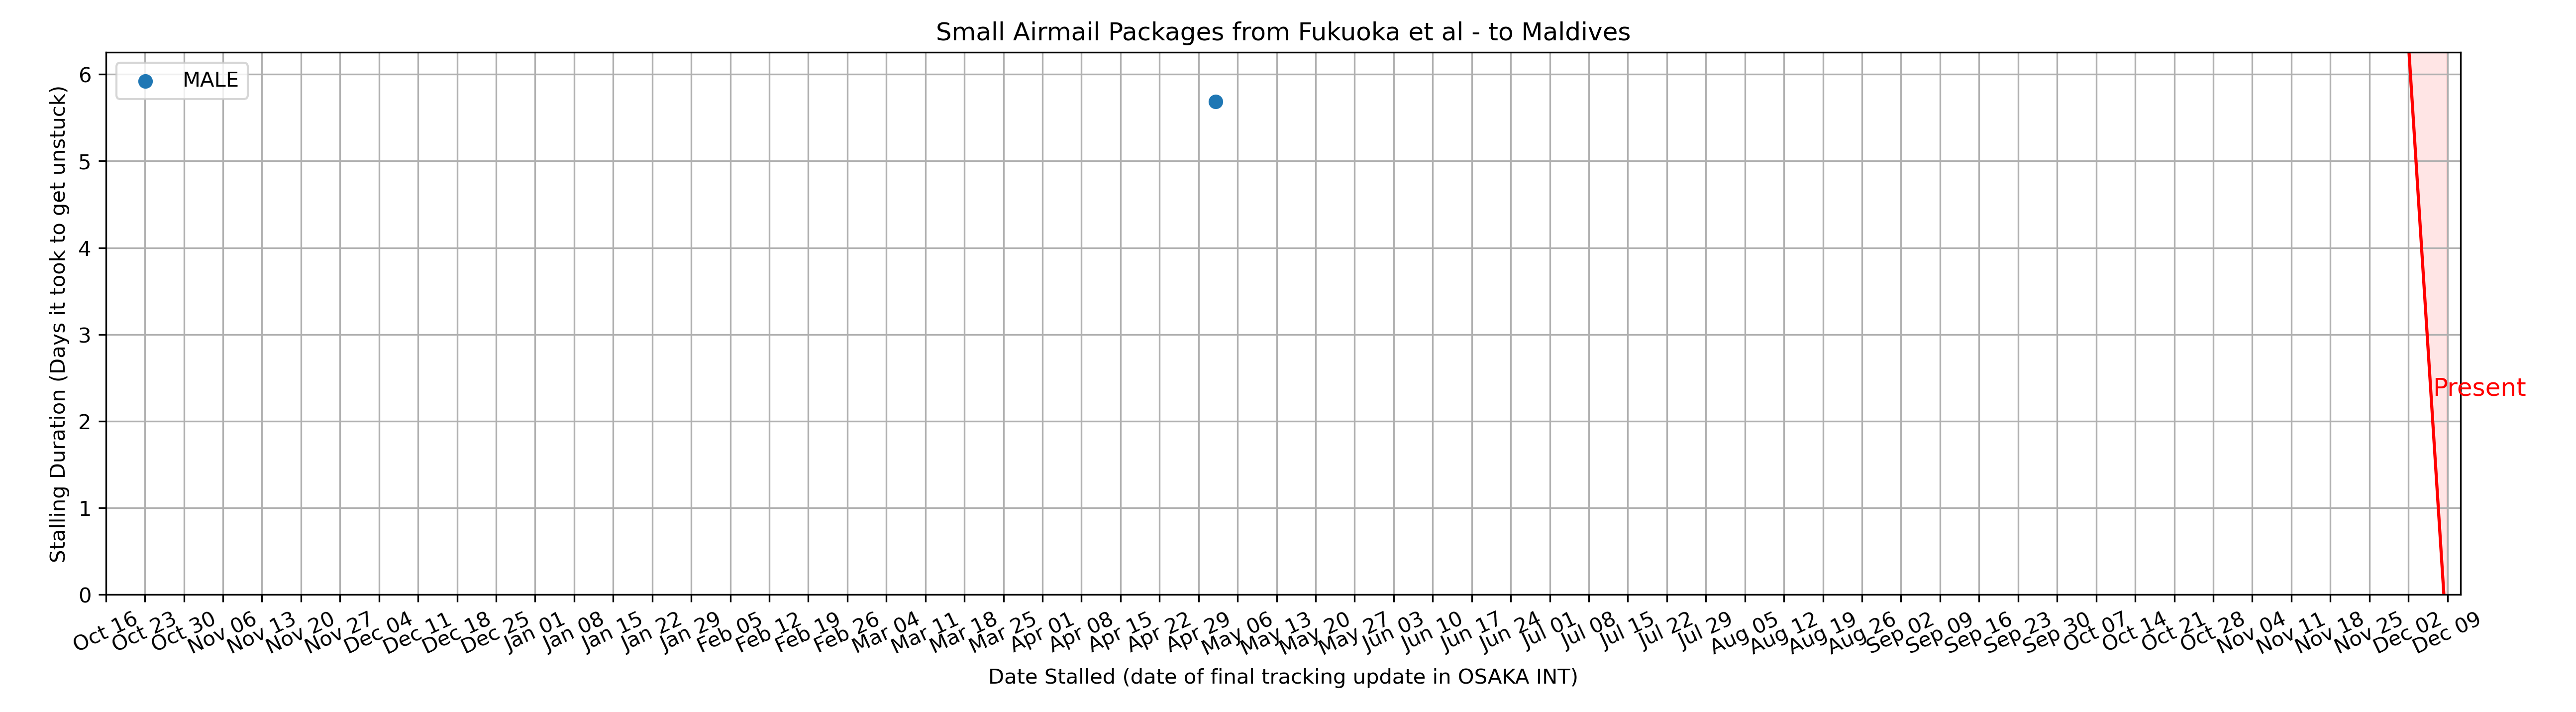 Small Airmail Packages from Fukuoka et al - to Maldives
MALE
6
5
4
3
2
1
0
Stalling Duration (Days it took to get unstuck)
Present
Oct 16 Oct 23 Oct 30 Nov 06 Nov 13 Nov 20 Nov 27 Dec 04 Dec 11 Dec 18 Dec 25 Jan 01 Jan 08 Jan 15 Jan 22 Jan 29 Feb 05 Feb 12 Feb 19 Feb 26 Mar 04 Mar 11 Mar 18 Mar 25 Apr 01 Apr 08 Apr 15 Apr 22 Apr 29 May 06 May 13 May 20 May 27 Jun 03 Jun 10 Jun 17 Jun 24 Jul 01 Jul 08 Jul 15 Jul 22 Jul 29 Aug 05 Aug 12 Aug 19 Aug 26 Sep 02 Sep 09 Sep 16 Sep 23 Sep 30 Oct 07 Oct 14 Oct 21 Oct 28 Nov 04 Nov 11 Nov 18 Nov 25 Dec 02 Dec 09
Date Stalled (date of final tracking update in OSAKA INT)